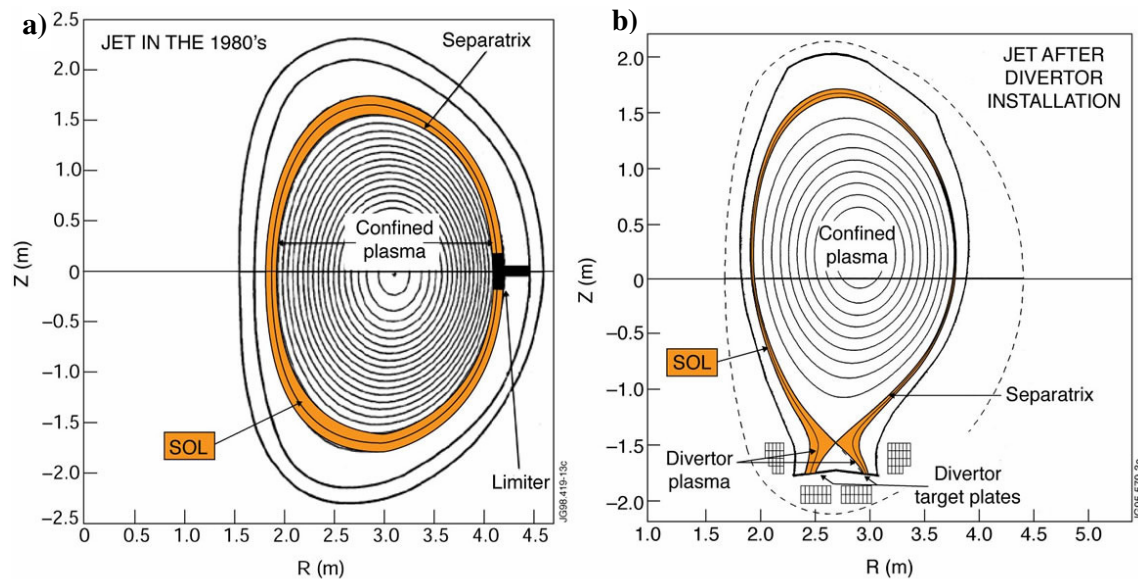 a)
JET IN THE 1980's
Separatrix
Confined
plasma
SOL
Limiter
2.5
2.0
1.5
1.0
0.5
0
−0.5
−1.0
−1.5
−2.0
−2.5
Z (m)
0 1.5 2.0 2.5 3.0 3.5 4.0 4.5
R (m)
JG98.419-13c
b)
JET AFTER
DIVERTOR
INSTALLATION
Confined
plasma
SOL
Separatrix
Divertor
plasma
Divertor
target plates
2.0
1.5
1.0
0.5
0
−0.5
−1.0
−1.5
−2.0
Z (m)
1.0 1.5 2.0 2.5 3.0 3.5 4.0 4.5 5.0
R (m)